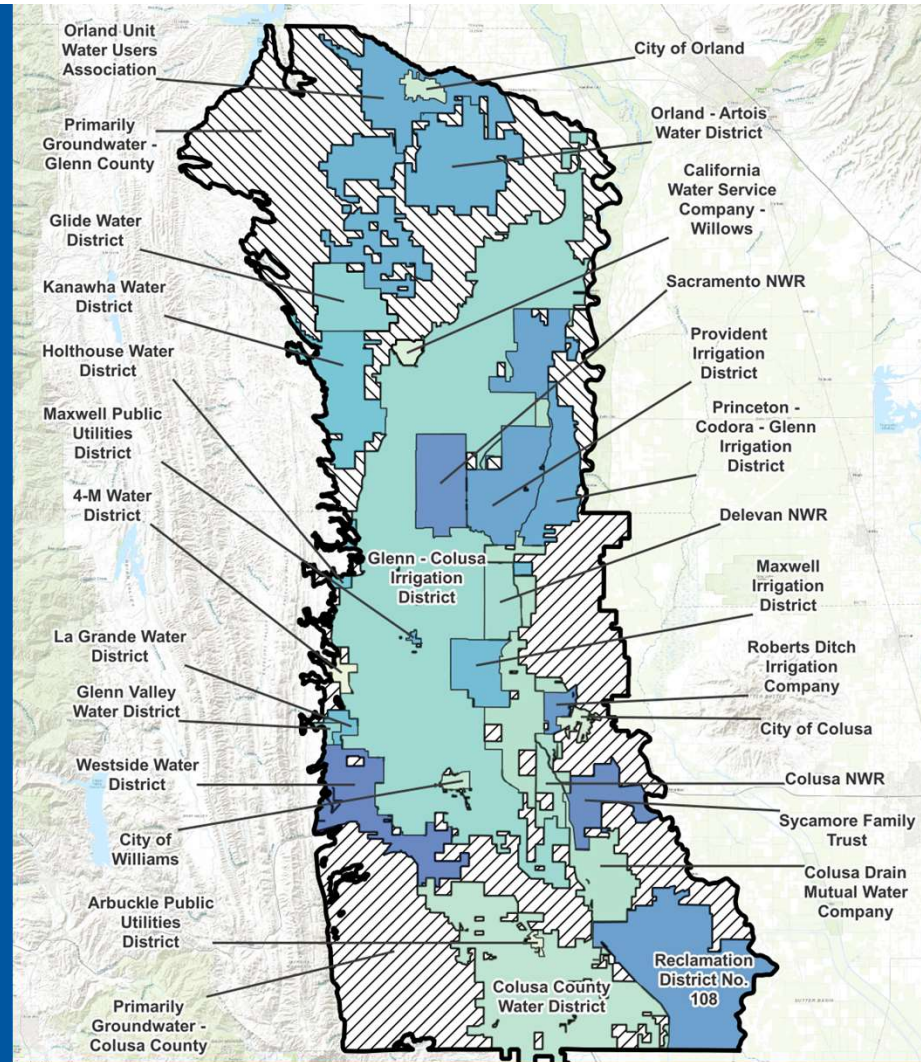 Orland Unit
Water Users
Association
Primarily
Groundwater -
Glenn County
Glide Water
District
Kanawha Water
District
Holthouse Water
District
Maxwell Public
Utilities
District
4-M Water
District
La Grande Water
District
Glenn Valley
Water District
Westside Water
District
City of
Williams
Arbuckle Public
Utilities
District
Primarily
Groundwater -
Colusa County
Glenn - Colusa
Irrigation
District
Colusa County
Water District
Reclamation
District No.
108
City of Orland
Orland - Artois
Water District
California
Water Service
Company -
Willows
Sacramento NWR
Provident
Irrigation
District
Princeton -
Codora - Glenn
Irrigation
District
Delevan NWR
Maxwell
Irrigation
District
Roberts Ditch
Irrigation
Company
City of Colusa
Colusa NWR
Sycamore Family
Trust
Colusa Drain
Mutual Water
Company